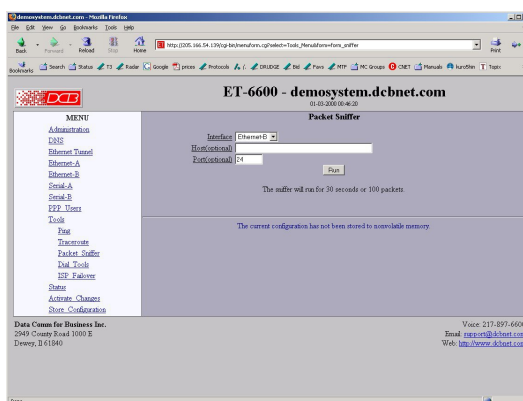 demosystem.dcbnet.com - Mozilla Firefox
File Edit View Go Bookmarks Tools Help
Back Forward Reload Stop Home http://205.166.54.139/cgi-bin/menuform.cgi?select=Tools_Menu&form=form_sniffer Print
Bookmarks Search Status T3 Radar Google prices Protocols /. DRUDGE Bid Favs MTF MC Groups CNET Manuals kuro5hin Topix
DCB
ET-6600 - demosystem.dcbnet.com
01-03-2000 00:46:20
MENU
Administration
DNS
Ethernet Tunnel
Ethernet-A
Ethernet-B
Serial-A
Serial-B
PPP Users
Tools
Ping
Traceroute
Packet Sniffer
Dial Tools
ISP Failover
Status
Activate Changes
Store Configuration
Packet Sniffer
Interface Ethernet-B
Host(optional)
Port(optional) 24
Run
The sniffer will run for 30 seconds or 100 packets.
The current configuration has not been stored to nonvolatile memory.
Data Comm for Business Inc.
2949 County Road 1000 E
Dewey, Il 61840
Voice: 217-897-6600
Email: support@dcbnet.com
Web: http://www.dcbnet.com